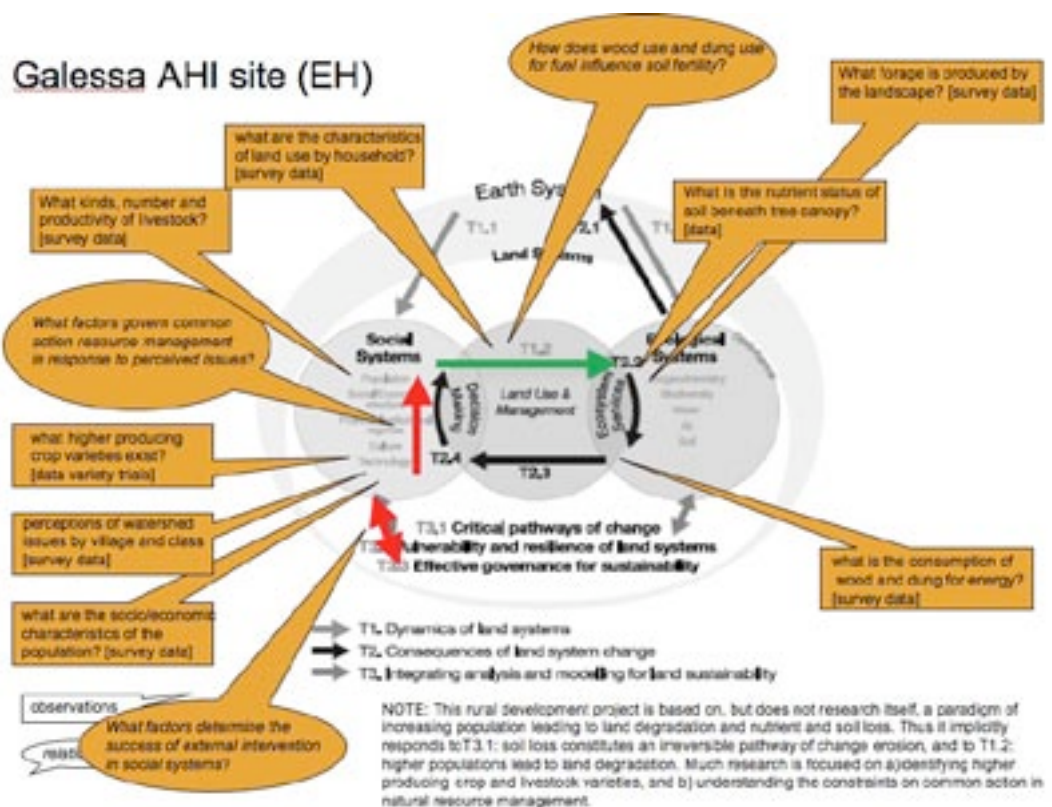 Galessa AHI site (EH)
How does wood use and dung use
for fuel influence soil fertility?
What forage is produced by
the landscape? [survey data]
what are the characteristics
of land use by household?
[survey data]
What kinds, number and
productivity of livestock?
[survey data]
What is the nutrient status of
soil beneath tree canopy?
[data]
Earth
T1.1
T2.1
Land Systems
What factors govern common
action resource management
in response to perceived issues?
Social
Systems
Population
Culture
Technology
T1.2
Land Use &
Management
Decision
Making
Ecosystem
Services
Systems
Biogeochemistry
Biodiversity
Water
Air
Soil
T2.4
T2.3
what higher producing
crop varieties exist?
[data variety trials]
perceptions of watershed
issues by village and class
[survey data]
what are the socio/economic
characteristics of the
population? [survey data]
T3.1 Critical pathways of change
ulnerability and resilience of land systems
Effective governance for sustainability
what is the consumption of
wood and dung for energy?
[survey data]
T1. Dynamics of land systems
T2. Consequences of land system change
T3. Integrating analysis and modelling for land sustainability
observations
What factors determine the
success of external intervention
in social systems?
NOTE: This rural development project is based on, but does not research itself, a paradigm of
increasing population leading to land degradation and nutrient and soil loss. Thus it implicitly
responds toT3.1: soil loss constitutes an irreversible pathway of change erosion, and to T1.2:
higher populations lead to land degradation. Much research is focused on a)identifying higher
producing crop and livestock varieties, and b) understanding the constraints on common action in
natural resource management.